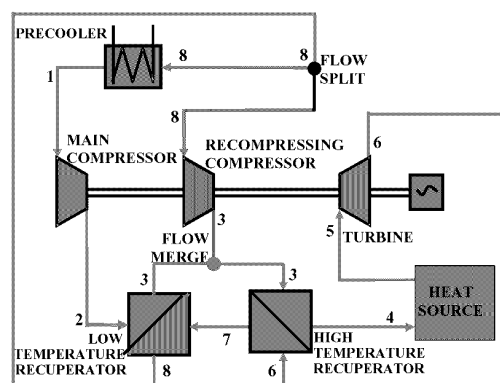 PRECOOLER
8
8
FLOW
SPLIT
1
8
6
MAIN
COMPRESSOR
RECOMPRESSING
COMPRESSOR
3
5
TURBINE
FLOW
MERGE
3
3
HEAT
SOURCE
2
LOW
TEMPERATURE
RECUPERATOR
7
4
HIGH
TEMPERATURE
RECUPERATOR
8
6